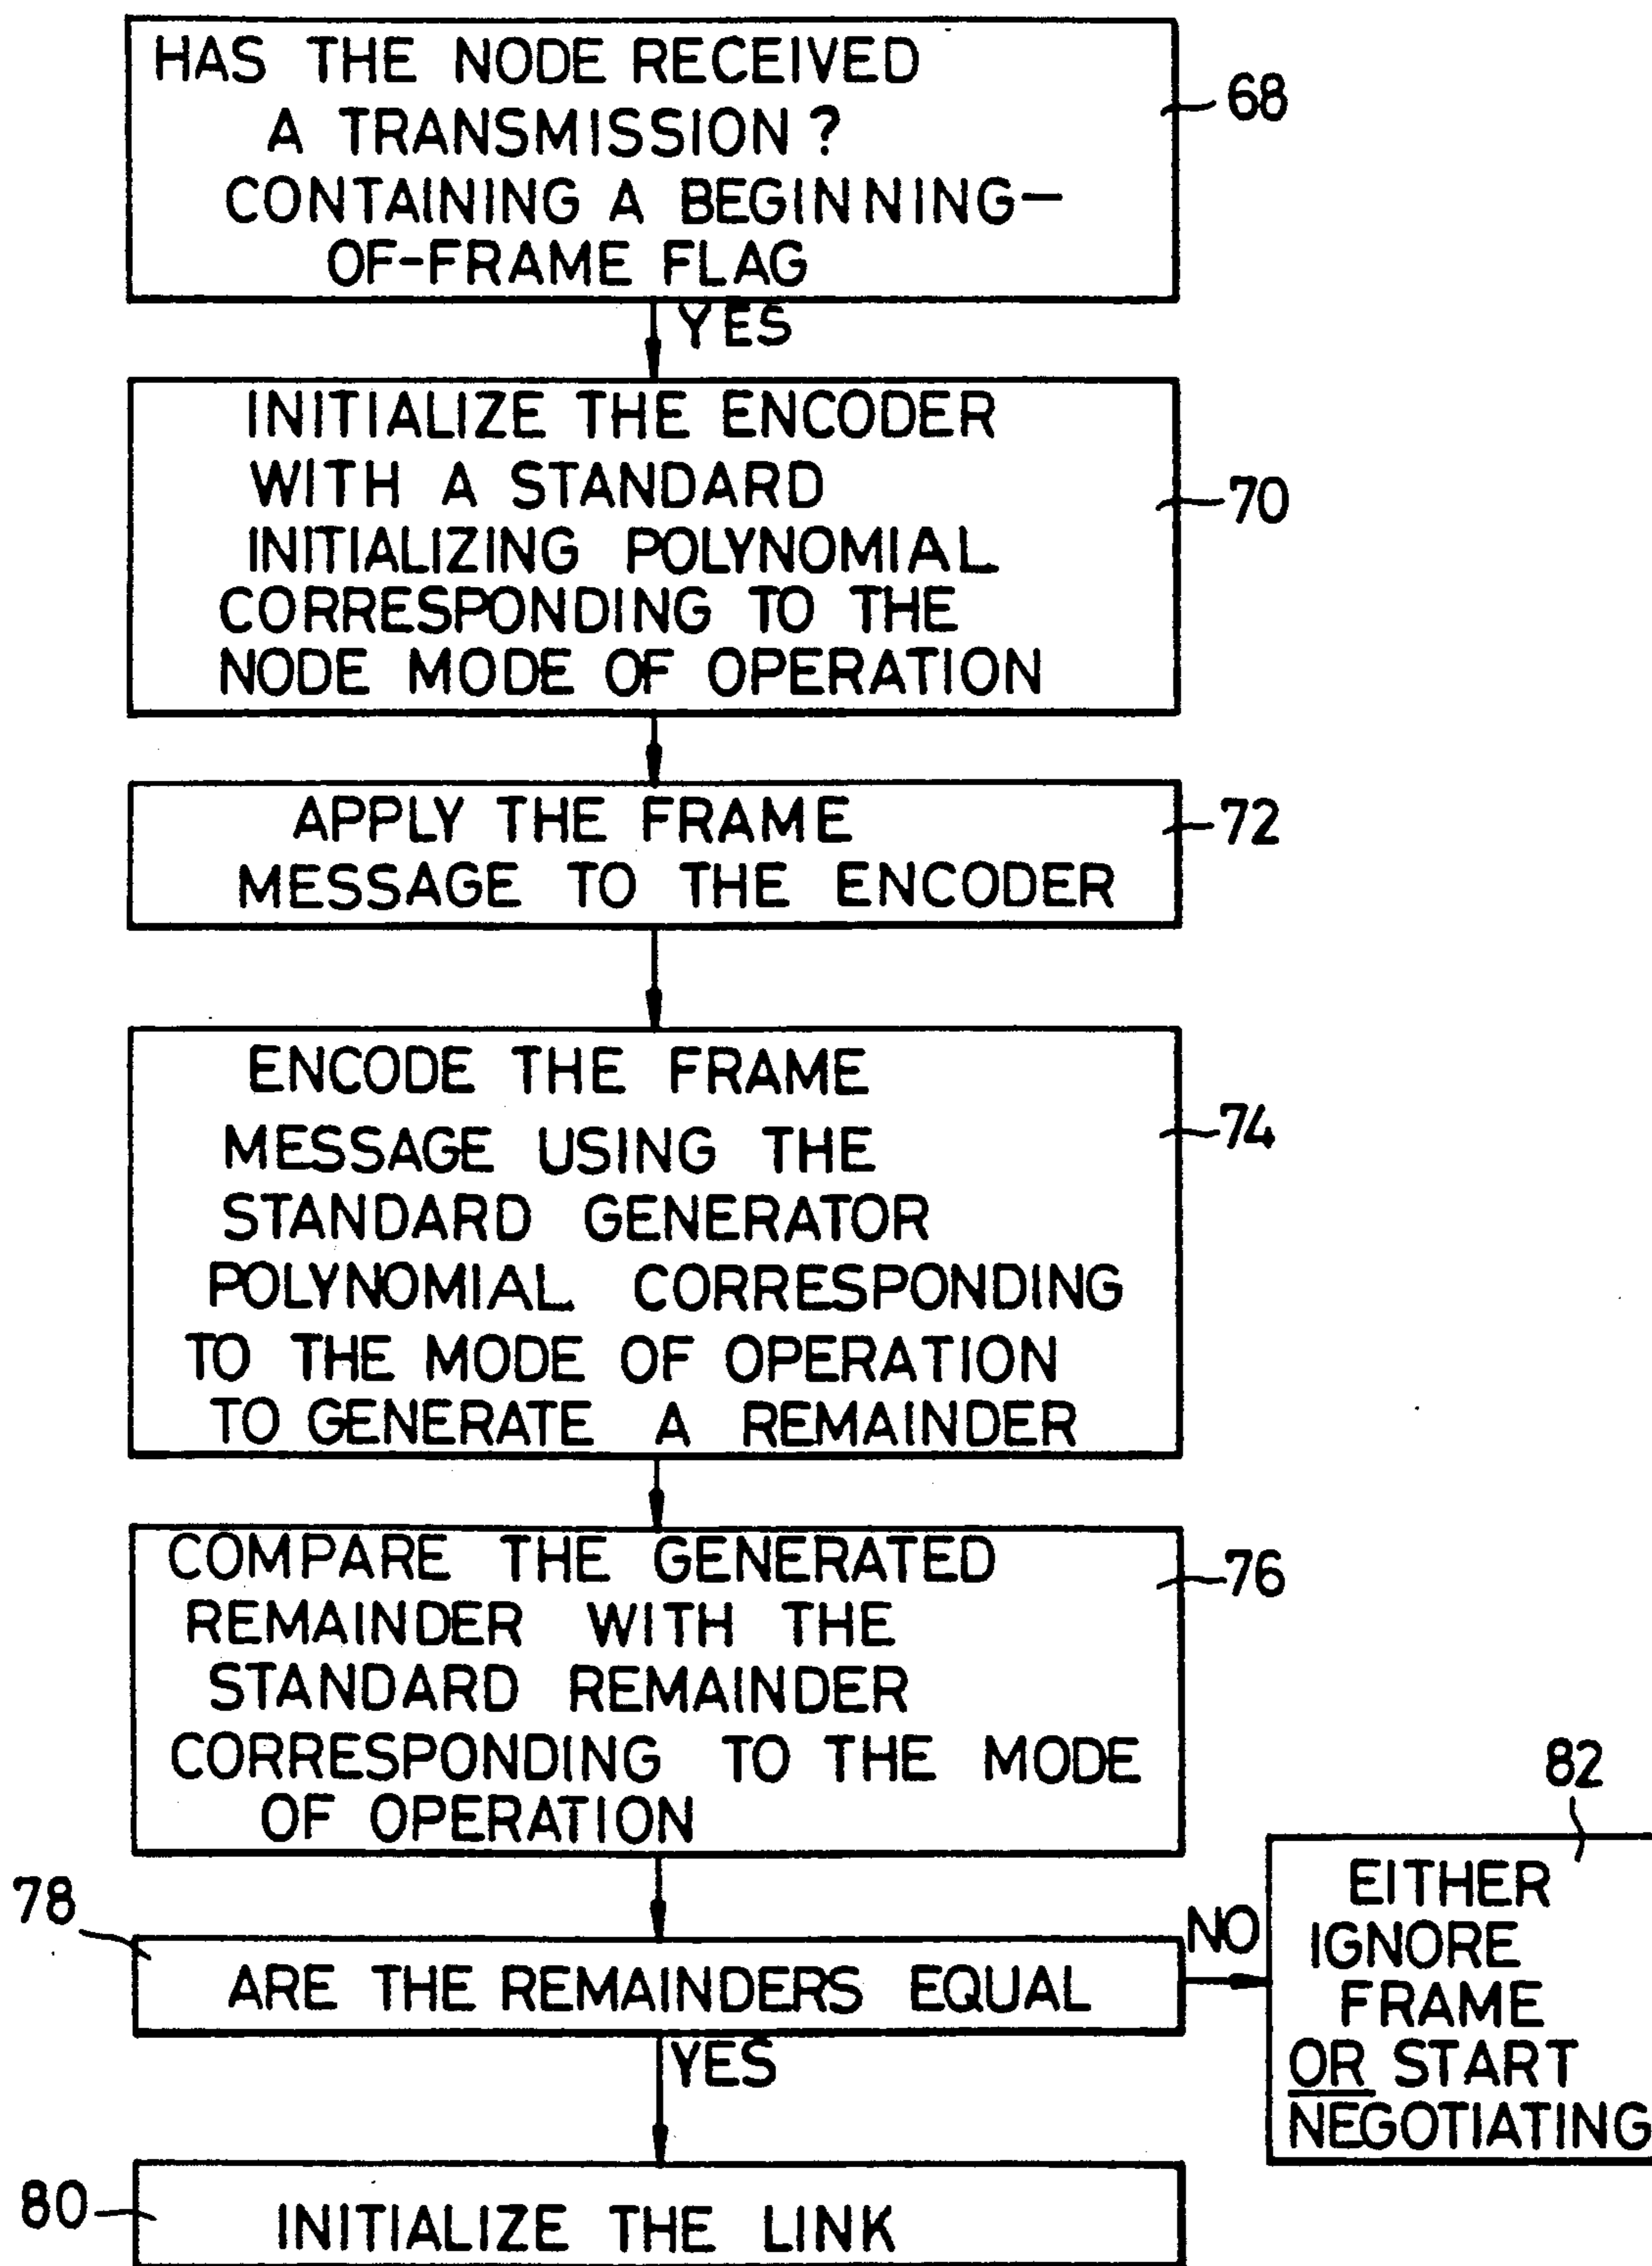 HAS THE NODE RECEIVED
A TRANSMISSION?
CONTAINING A BEGINNING-
OF-FRAME FLAG
68
YES
INITIALIZE THE ENCODER
WITH A STANDARD
INITIALIZING POLYNOMIAL
CORRESPONDING TO THE
NODE MODE OF OPERATION
70
APPLY THE FRAME
MESSAGE TO THE ENCODER
72
ENCODE THE FRAME
MESSAGE USING THE
STANDARD GENERATOR
POLYNOMIAL CORRESPONDING
TO THE MODE OF OPERATION
TO GENERATE A REMAINDER
74
COMPARE THE GENERATED
REMAINDER WITH THE
STANDARD REMAINDER
CORRESPONDING TO THE MODE
OF OPERATION
76
78
ARE THE REMAINDERS EQUAL
NO
82
EITHER
IGNORE
FRAME
OR START
NEGOTIATING
YES
80
INITIALIZE THE LINK